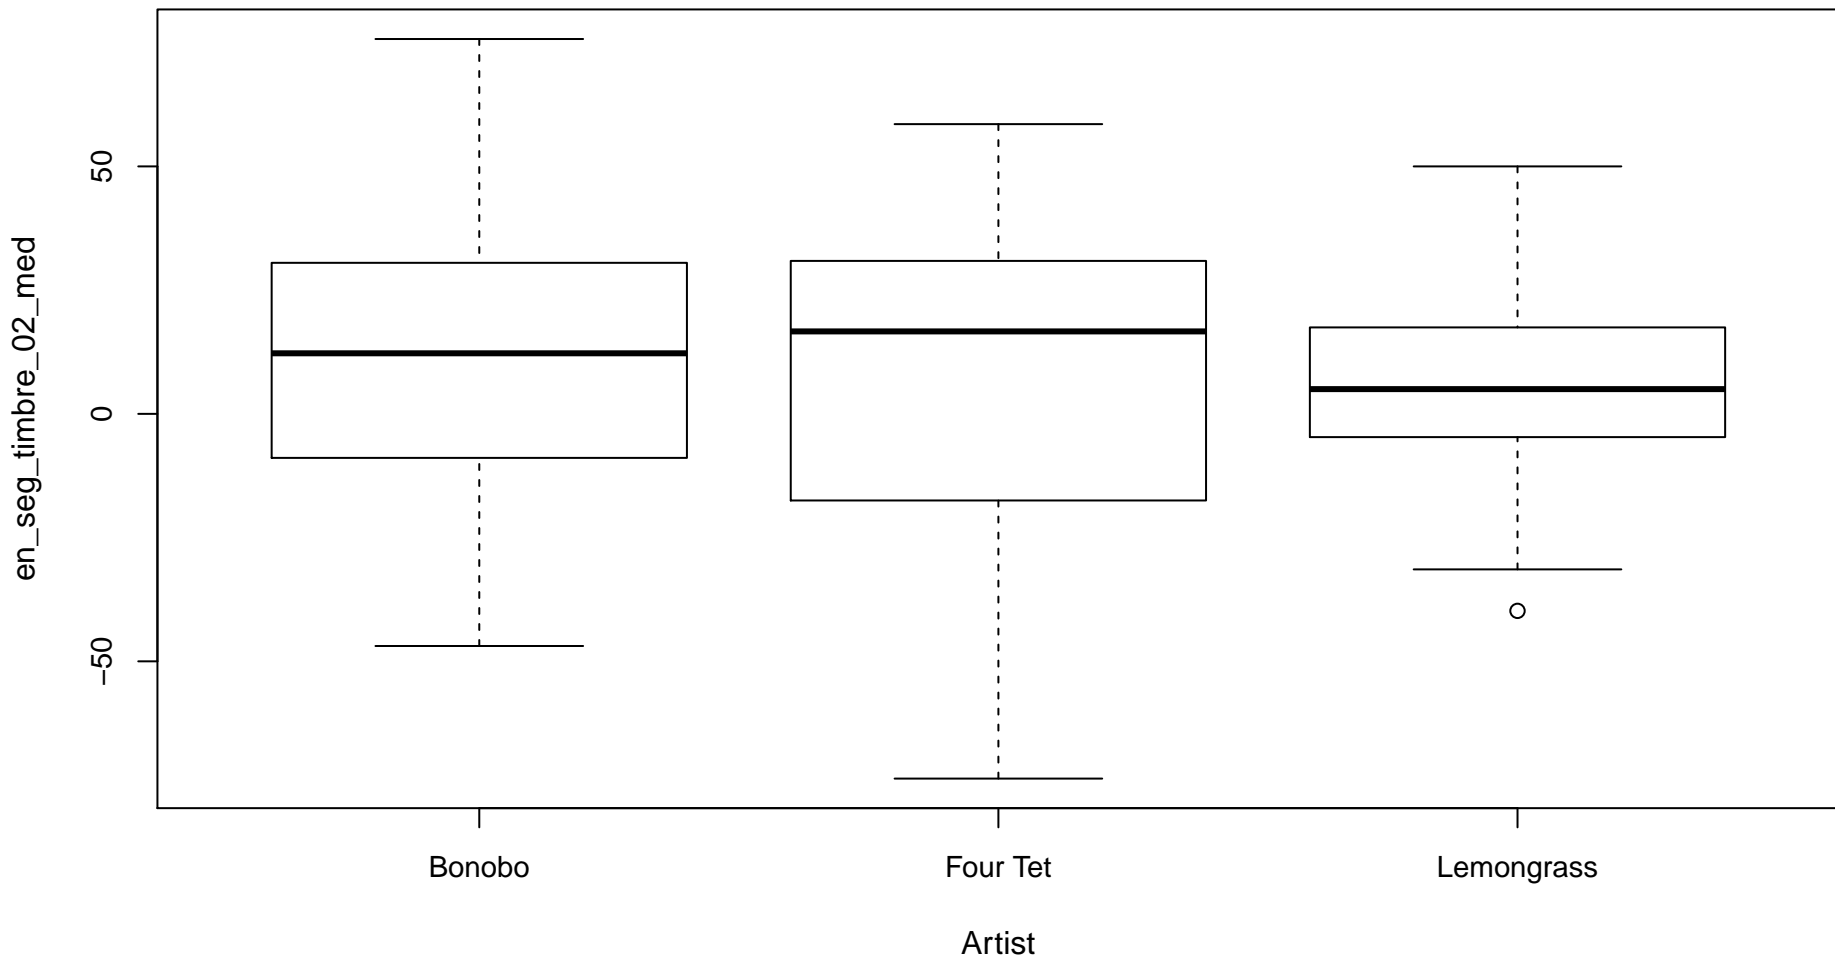 en_seg_timbre_02_med
50
0
−50
Bonobo Four Tet Lemongrass
Artist